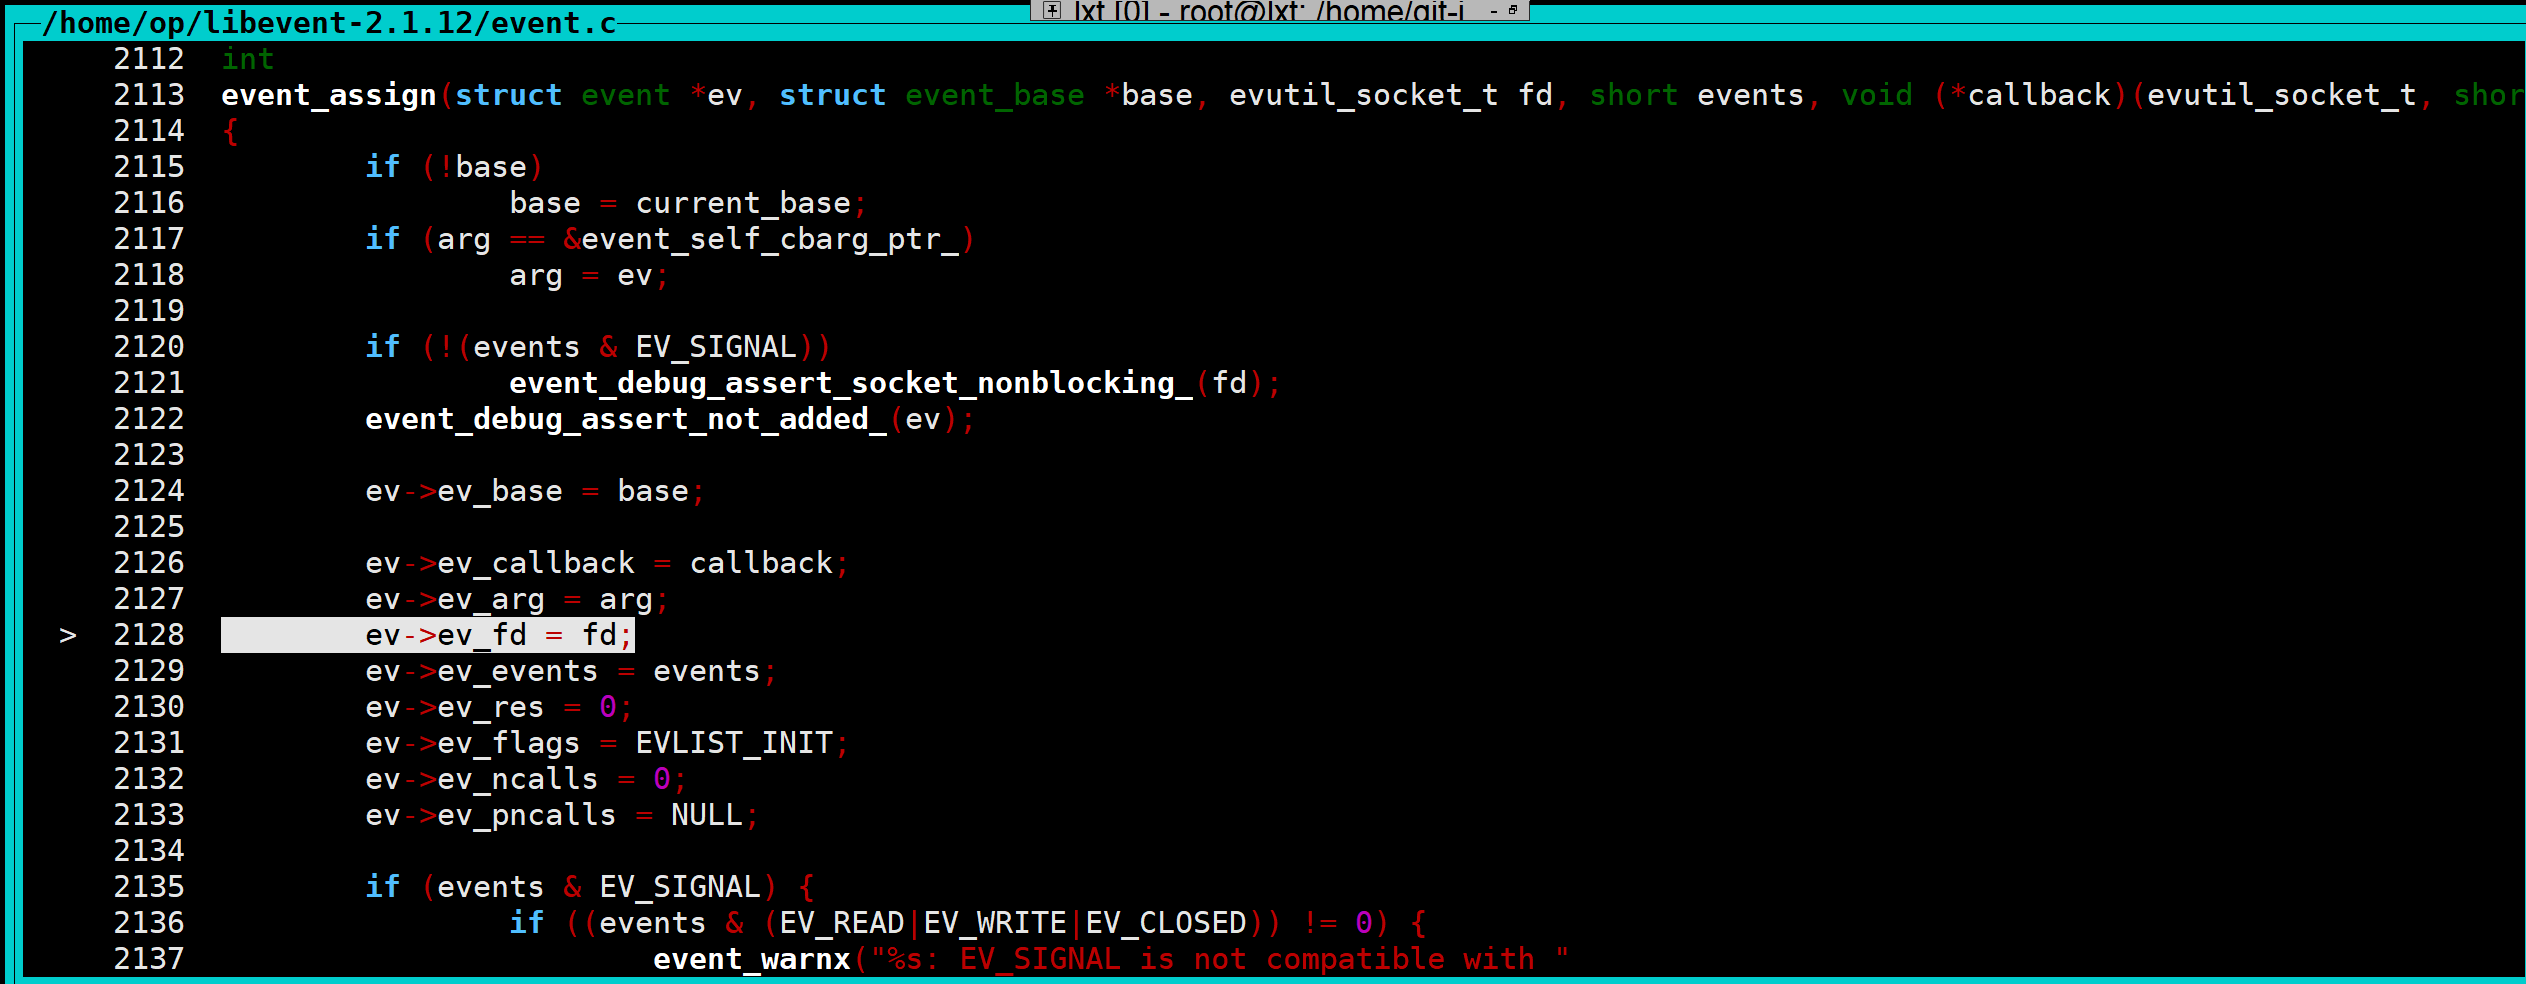 lxt [0] - root@lxt: /home/git-i
/home/op/libevent-2.1.12/event.c
2112 int
2113 event_assign(struct event *ev, struct event_base *base, evutil_socket_t fd, short events, void (*callback)(evutil_socket_t, shor
2114 {
2115 if (!base)
2116 base = current_base;
2117 if (arg == &event_self_cbarg_ptr_)
2118 arg = ev;
2119
2120 if (!(events & EV_SIGNAL))
2121 event_debug_assert_socket_nonblocking_(fd);
2122 event_debug_assert_not_added_(ev);
2123
2124 ev->ev_base = base;
2125
2126 ev->ev_callback = callback;
2127 ev->ev_arg = arg;
> 2128 ev->ev_fd = fd;
2129 ev->ev_events = events;
2130 ev->ev_res = 0;
2131 ev->ev_flags = EVLIST_INIT;
2132 ev->ev_ncalls = 0;
2133 ev->ev_pncalls = NULL;
2134
2135 if (events & EV_SIGNAL) {
2136 if ((events & (EV_READ|EV_WRITE|EV_CLOSED)) != 0) {
2137 event_warnx("%s: EV_SIGNAL is not compatible with "